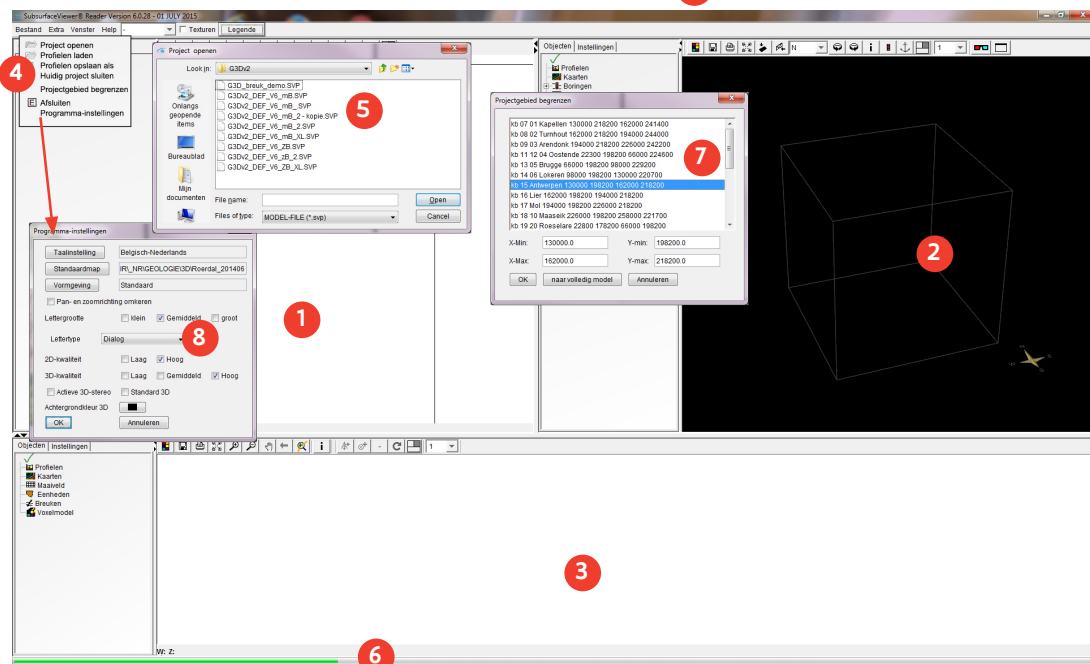 SubsurfaceViewer® Reader Version 6.0.28 - 01 JULY 2015
Bestand Extra Venster Help - Texturen Legende
Project openen
Profielen laden
Profielen opslaan als
Huidig project sluiten
Projectgebied begrenzen
Afsluiten
Programma-instellingen
4
Project openen
Look in: G3Dv2
Onlangs geopende items
Bureaublad
Mijn documenten
G3D_breuk_demo.SVP
G3Dv2_DEF_V6_mB.SVP
G3Dv2_DEF_V6_mB_.SVP
G3Dv2_DEF_V6_mB_2 - kopie.SVP
G3Dv2_DEF_V6_mB_2.SVP
G3Dv2_DEF_V6_mB_XL.SVP
G3Dv2_DEF_V6_ZB.SVP
G3Dv2_DEF_V6_zB_2.SVP
G3Dv2_DEF_V6_ZB_XL.SVP
5
File name: Open
Files of type: MODEL-FILE (*.svp) Cancel
Objecten Instellingen
Profielen
Kaarten
Boringen
N 1
Projectgebied begrenzen
kb 07 01 Kapellen 130000 218200 162000 241400
kb 08 02 Turnhout 162000 218200 194000 244000
kb 09 03 Arendonk 194000 218200 226000 242200
kb 11 12 04 Oostende 22300 198200 66000 224600
kb 13 05 Brugge 66000 198200 98000 229200
kb 14 06 Lokeren 98000 198200 130000 220700
kb 15 Antwerpen 130000 198200 162000 218200
kb 16 Lier 162000 198200 194000 218200
kb 17 Mol 194000 198200 226000 218200
kb 18 10 Maaseik 226000 198200 258000 221700
kb 19 20 Roeselare 22800 178200 66000 198200
7
X-Min: 130000.0 Y-min: 198200.0
X-Max: 162000.0 Y-max: 218200.0
OK naar volledig model Annuleren
2
Programma-instellingen
Taalinstelling Belgisch-Nederlands
Standaardmap IR\_NR\GEOLOGIE\3D\Roerdal_201406
Vormgeving Standaard
Pan- en zoomrichting omkeren
Lettergrootte klein Gemiddeld groot
Lettertype Dialog
8
2D-kwaliteit Laag Hoog
3D-kwaliteit Laag Gemiddeld Hoog
Actieve 3D-stereo Standard 3D
Achtergrondkleur 3D
OK Annuleren
1
Objecten Instellingen
1
Profielen
Kaarten
Maaiveld
Eenheden
Breuken
Voxelmodel
3
W: Z:
6